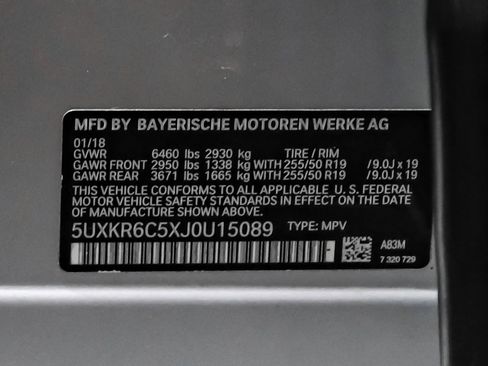 MFD BY BAYERISCHE MOTOREN WERKE AG
01/18
GVWR 6460 lbs 2930 kg TIRE / RIM
GAWR FRONT 2950 lbs 1338 kg WITH 255/50 R19 /9.0J x 19
GAWR REAR 3671 lbs 1665 kg WITH 255/50 R19 /9.0J x 19
THIS VEHICLE CONFORMS TO ALL APPLICABLE U. S. FEDERAL
MOTOR VEHICLE SAFETY STANDARDS IN EFFECT ON THE
DATE OF MANUFACTURE SHOWN ABOVE.
5UXKR6C5XJ0U15089 TYPE: MPV
A83M
7 320 729